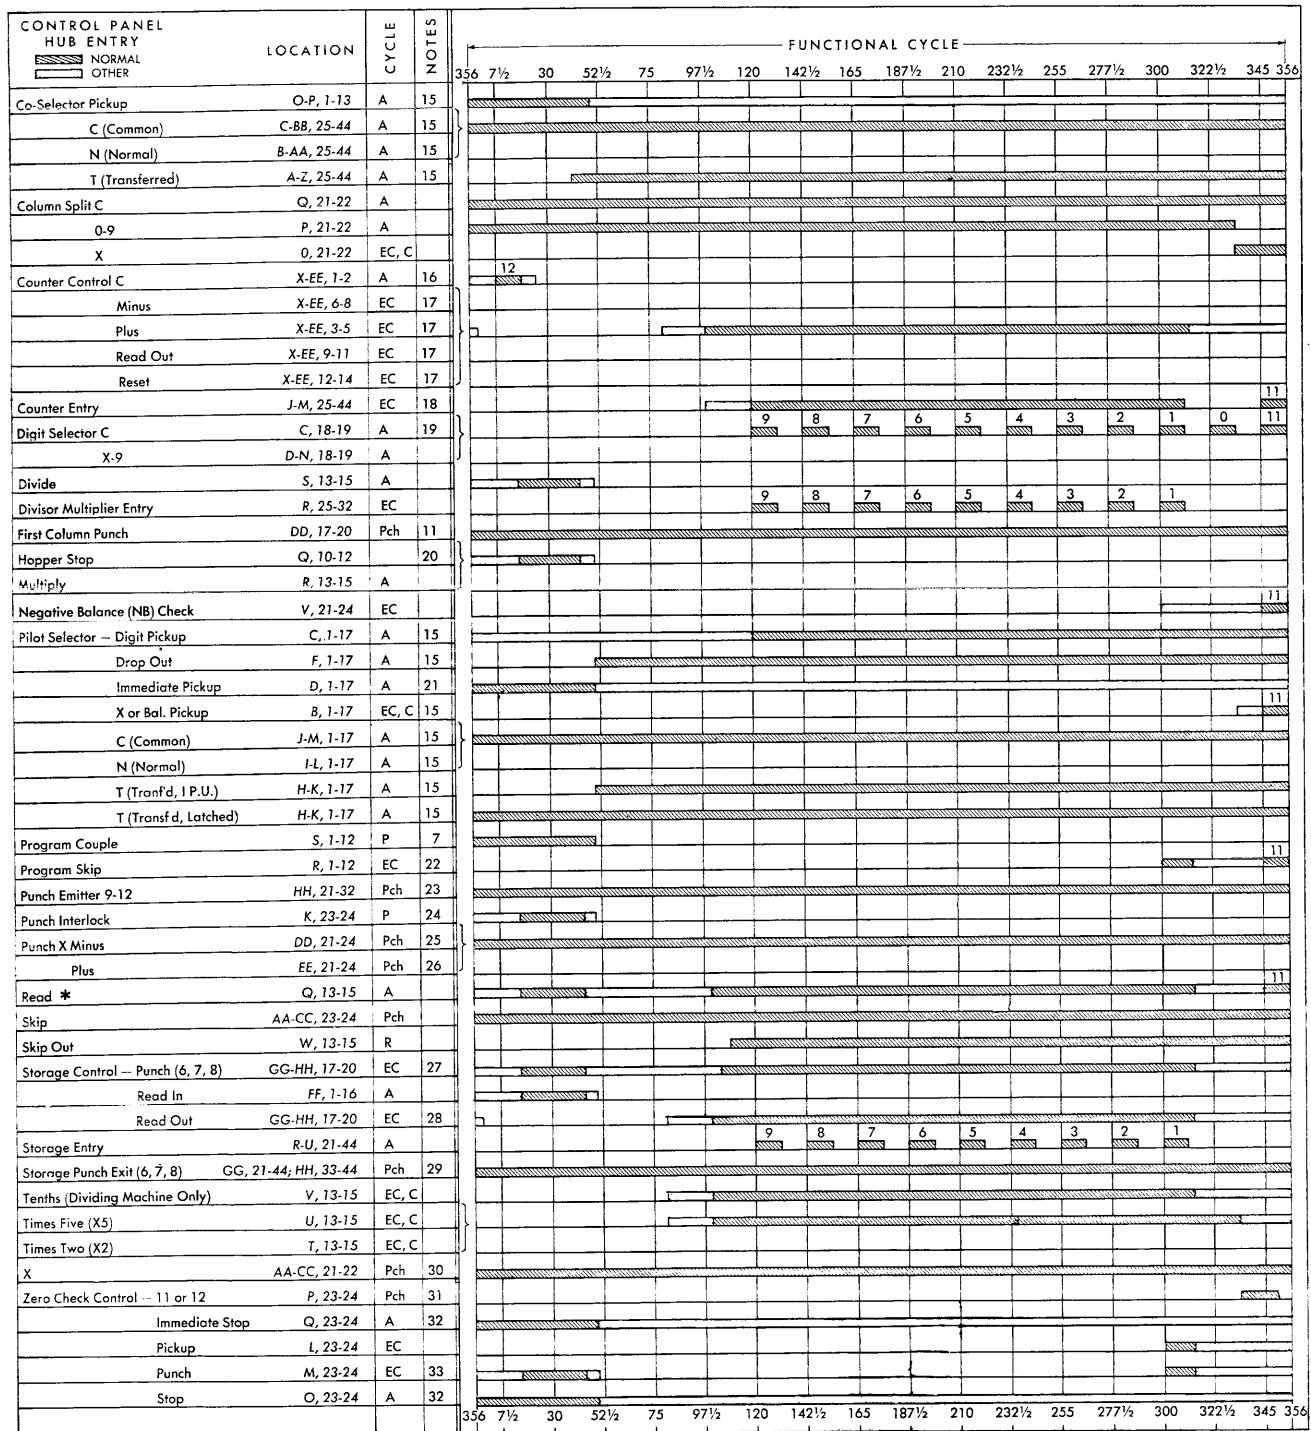 CONTROL PANEL
HUB ENTRY
NORMAL
OTHER
LOCATION
CYCLE
NOTES
FUNCTIONAL CYCLE
356 7½ 30 52½ 75 97½ 120 142½ 165 187½ 210 232½ 255 277½ 300 322½ 345 356
Co-Selector Pickup O-P, 1-13 A 15
C (Common) C-BB, 25-44 A 15
N (Normal) B-AA, 25-44 A 15
T (Transferred) A-Z, 25-44 A 15
Column Split C Q, 21-22 A
0-9 P, 21-22 A
X 0, 21-22 EC, C
12
Counter Control C X-EE, 1-2 A 16
Minus X-EE, 6-8 EC 17
Plus X-EE, 3-5 EC 17
Read Out X-EE, 9-11 EC 17
Reset X-EE, 12-14 EC 17
11
Counter Entry J-M, 25-44 EC 18
9 8 7 6 5 4 3 2 1 0 11
Digit Selector C C, 18-19 A 19
X-9 D-N, 18-19 A
Divide S, 13-15 A
9 8 7 6 5 4 3 2 1
Divisor Multiplier Entry R, 25-32 EC
First Column Punch DD, 17-20 Pch 11
Hopper Stop Q, 10-12 20
Multiply R, 13-15 A
11
Negative Balance (NB) Check V, 21-24 EC
Pilot Selector — Digit Pickup C, 1-17 A 15
Drop Out F, 1-17 A 15
Immediate Pickup D, 1-17 A 21
11
X or Bal. Pickup B, 1-17 EC, C 15
C (Common) J-M, 1-17 A 15
N (Normal) I-L, 1-17 A 15
T (Tranf'd, I P.U.) H-K, 1-17 A 15
T (Transf'd, Latched) H-K, 1-17 A 15
Program Couple S, 1-12 P 7
11
Program Skip R, 1-12 EC 22
Punch Emitter 9-12 HH, 21-32 Pch 23
Punch Interlock K, 23-24 P 24
Punch X Minus DD, 21-24 Pch 25
Plus EE, 21-24 Pch 26
11
Read * Q, 13-15 A
Skip AA-CC, 23-24 Pch
Skip Out W, 13-15 R
Storage Control — Punch (6, 7, 8) GG-HH, 17-20 EC 27
Read In FF, 1-16 A
Read Out GG-HH, 17-20 EC 28
9 8 7 6 5 4 3 2 1
Storage Entry R-U, 21-44 A
Storage Punch Exit (6, 7, 8) GG, 21-44; HH, 33-44 Pch 29
Tenths (Dividing Machine Only) V, 13-15 EC, C
Times Five (X5) U, 13-15 EC, C
Times Two (X2) T, 13-15 EC, C
X AA-CC, 21-22 Pch 30
Zero Check Control — 11 or 12 P, 23-24 Pch 31
Immediate Stop Q, 23-24 A 32
Pickup L, 23-24 EC
Punch M, 23-24 EC 33
Stop O, 23-24 A 32
356 7½ 30 52½ 75 97½ 120 142½ 165 187½ 210 232½ 255 277½ 300 322½ 345 356